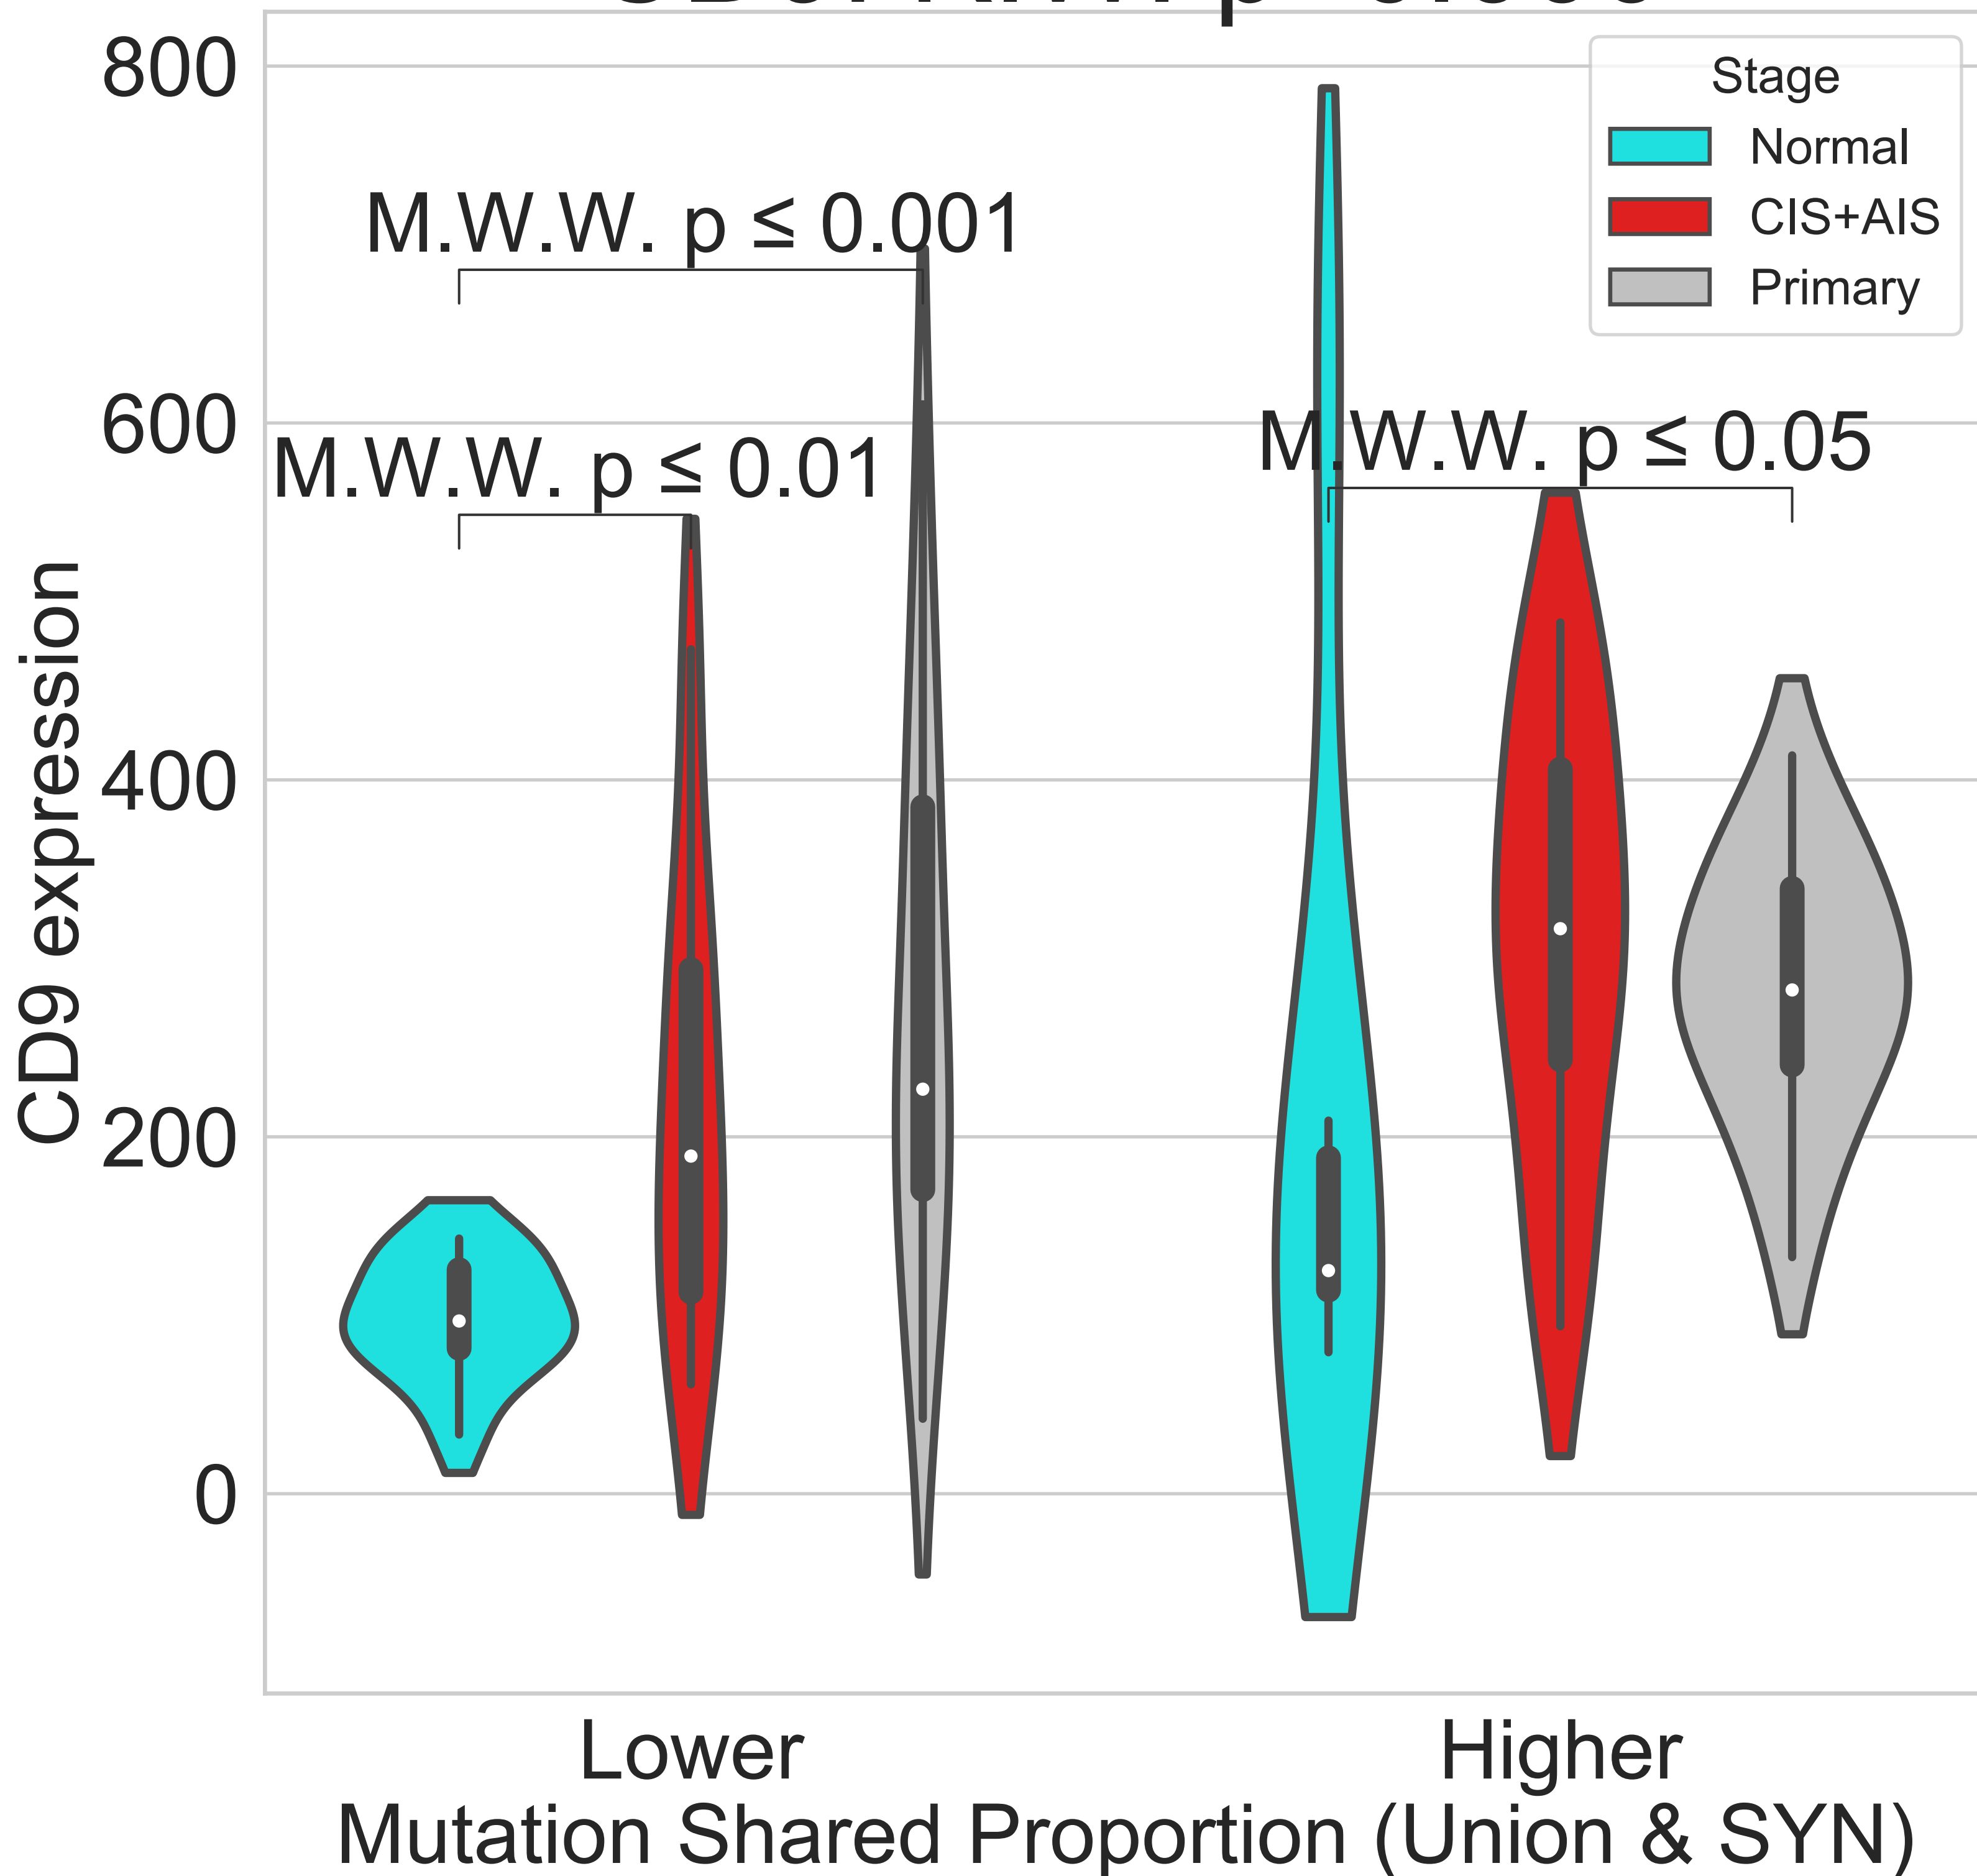 800
600
400
200
0
CD9 expression
M.W.W. p ≤ 0.001
M.W.W. p ≤ 0.01
M.W.W. p ≤ 0.05
Stage
Normal
CIS+AIS
Primary
Lower
Higher
Mutation Shared Proportion (Union & SYN)